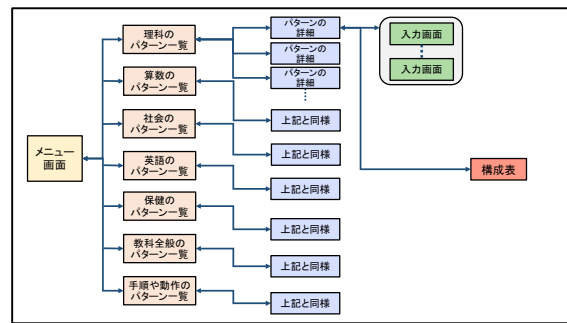 メニュー
画面
理科の
パターン一覧
算数の
パターン一覧
社会の
パターン一覧
英語の
パターン一覧
保健の
パターン一覧
教科全般の
パターン一覧
手順や動作の
パターン一覧
パターンの
詳細
パターンの
詳細
パターンの
詳細
上記と同様
上記と同様
上記と同様
上記と同様
上記と同様
上記と同様
入力画面
入力画面
構成表